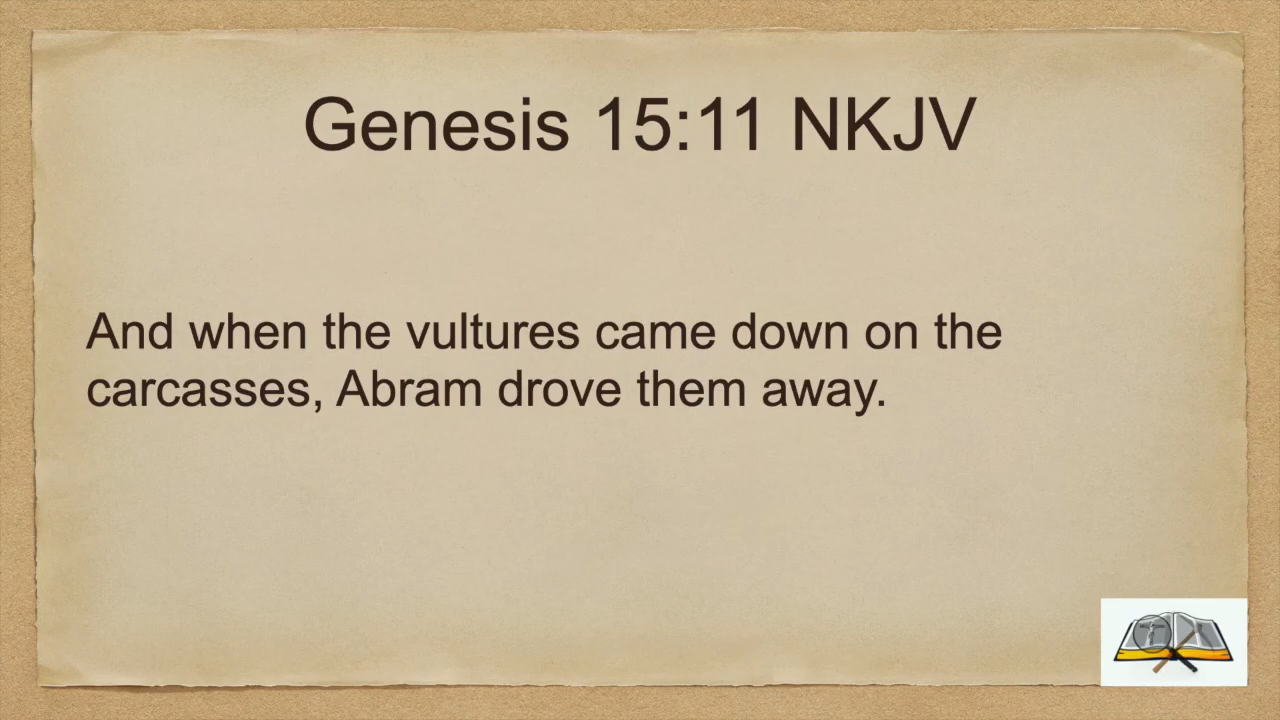 Genesis 15:11 NKJV
And when the vultures came down on the
carcasses, Abram drove them away.